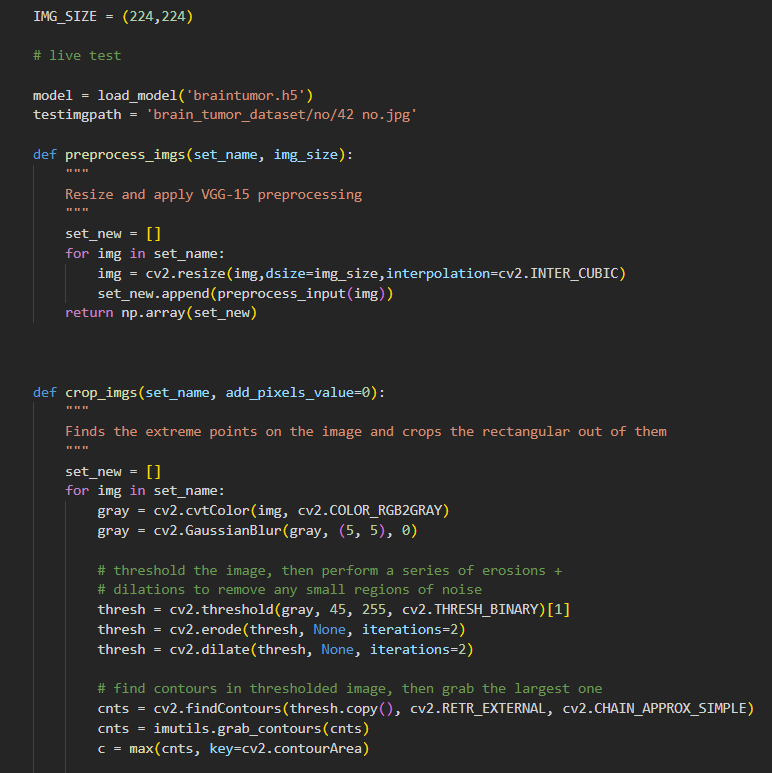 IMG_SIZE = (224,224)
# live test
model = load_model('braintumor.h5')
testimgpath = 'brain_tumor_dataset/no/42 no.jpg'
def preprocess_imgs(set_name, img_size):
    """
    Resize and apply VGG-15 preprocessing
    """
    set_new = []
    for img in set_name:
        img = cv2.resize(img,dsize=img_size,interpolation=cv2.INTER_CUBIC)
        set_new.append(preprocess_input(img))
    return np.array(set_new)
def crop_imgs(set_name, add_pixels_value=0):
    """
    Finds the extreme points on the image and crops the rectangular out of them
    """
    set_new = []
    for img in set_name:
        gray = cv2.cvtColor(img, cv2.COLOR_RGB2GRAY)
        gray = cv2.GaussianBlur(gray, (5, 5), 0)
        # threshold the image, then perform a series of erosions +
        # dilations to remove any small regions of noise
        thresh = cv2.threshold(gray, 45, 255, cv2.THRESH_BINARY)[1]
        thresh = cv2.erode(thresh, None, iterations=2)
        thresh = cv2.dilate(thresh, None, iterations=2)
        # find contours in thresholded image, then grab the largest one
        cnts = cv2.findContours(thresh.copy(), cv2.RETR_EXTERNAL, cv2.CHAIN_APPROX_SIMPLE)
        cnts = imutils.grab_contours(cnts)
        c = max(cnts, key=cv2.contourArea)